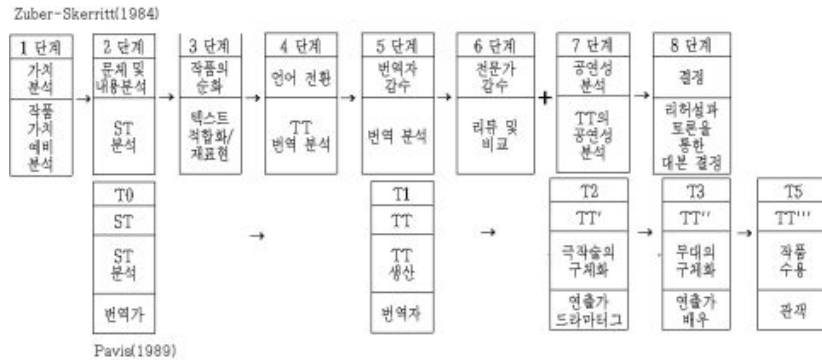 Zuber-Skerritt(1984)
1 단계
가치
분석
작품
가치
예비
분석
→
2 단계
문체 및
내용분석
ST
분석
→
3 단계
작품의
순화
텍스트
적합화/
재표현
→
4 단계
언어 전환
TT
번역 분석
→
5 단계
번역자
감수
번역 분석
→
6 단계
전문가
감수
리뷰 및
비교
+
7 단계
공연성
분석
TT의
공연성
분석
→
8 단계
결정
리허설과
토론을
통한
대본 결정
T0
ST
ST
분석
번역가
→
T1
TT
TT
생산
번역자
→
T2
TT'
극작술의
구체화
연출가
드라마터그
→
T3
TT''
무대의
구체화
연출가
배우
→
T5
TT'''
작품
수용
관객
Pavis(1989)